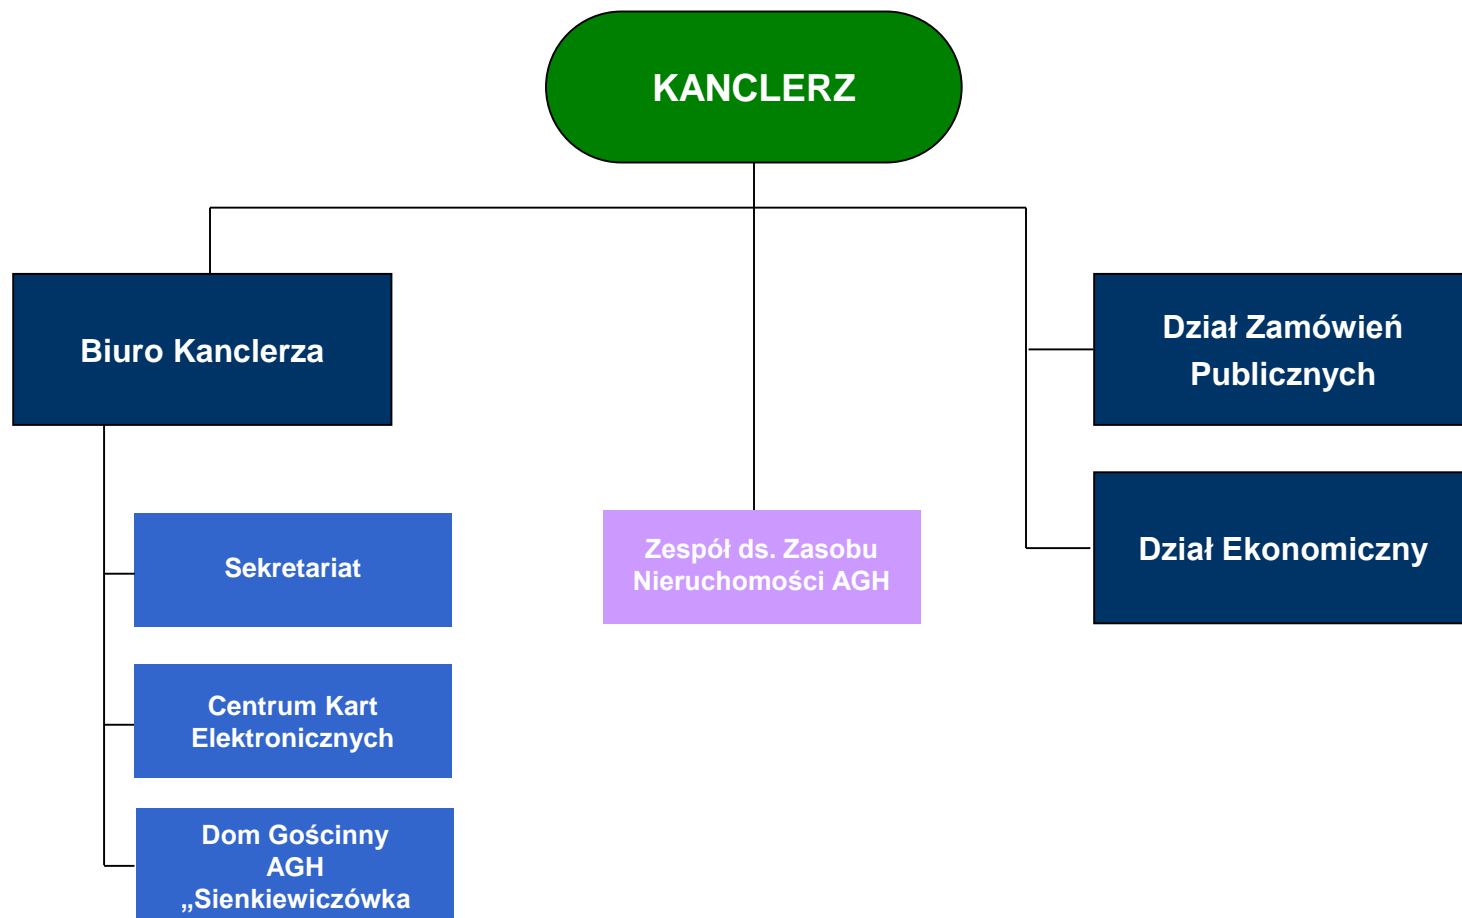 KANCLERZ
Biuro Kanclerza
Dział Zamówień
Publicznych
Sekretariat
Zespół ds. Zasobu
Nieruchomości AGH
Dział Ekonomiczny
Centrum Kart
Elektronicznych
Dom Gościnny
AGH
„Sienkiewiczówka